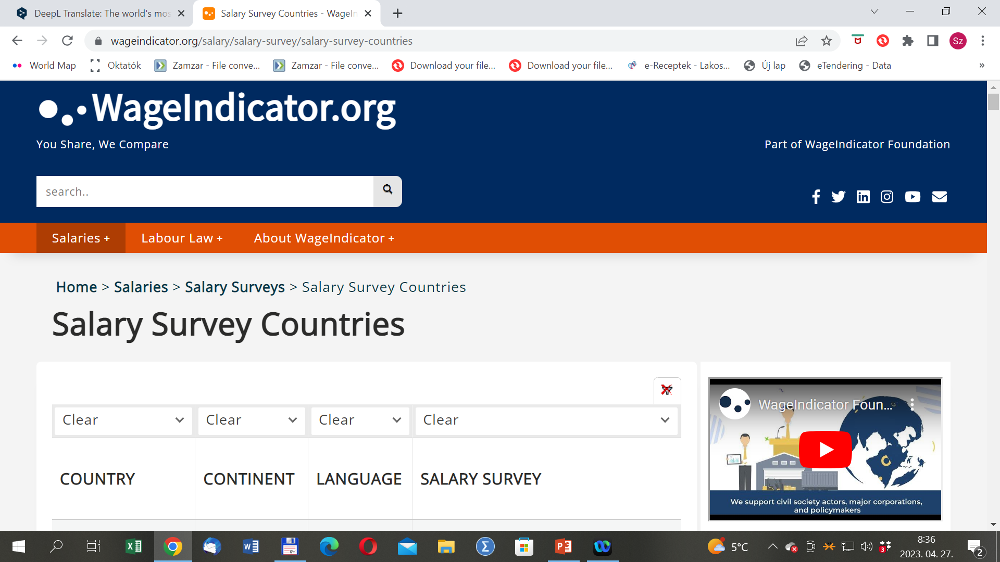 DeepL Translate: The world's mos
Salary Survey Countries - WageIn
wageindicator.org/salary/salary-survey/salary-survey-countries
Sz
World Map
Oktatók
Zamzar - File conve...
Zamzar - File conve...
Download your file...
Download your file...
e-Receptek - Lakos...
Új lap
eTendering - Data
»
WageIndicator.org
You Share, We Compare
Part of WageIndicator Foundation
search..
Salaries +
Labour Law +
About WageIndicator +
Home > Salaries > Salary Surveys > Salary Survey Countries
Salary Survey Countries
Clear
Clear
Clear
Clear
COUNTRY
CONTINENT
LANGUAGE
SALARY SURVEY
WageIndicator Foun...
We support civil society actors, major corporations,
and policymakers
5°C
3
8:36
2023. 04. 27.
2